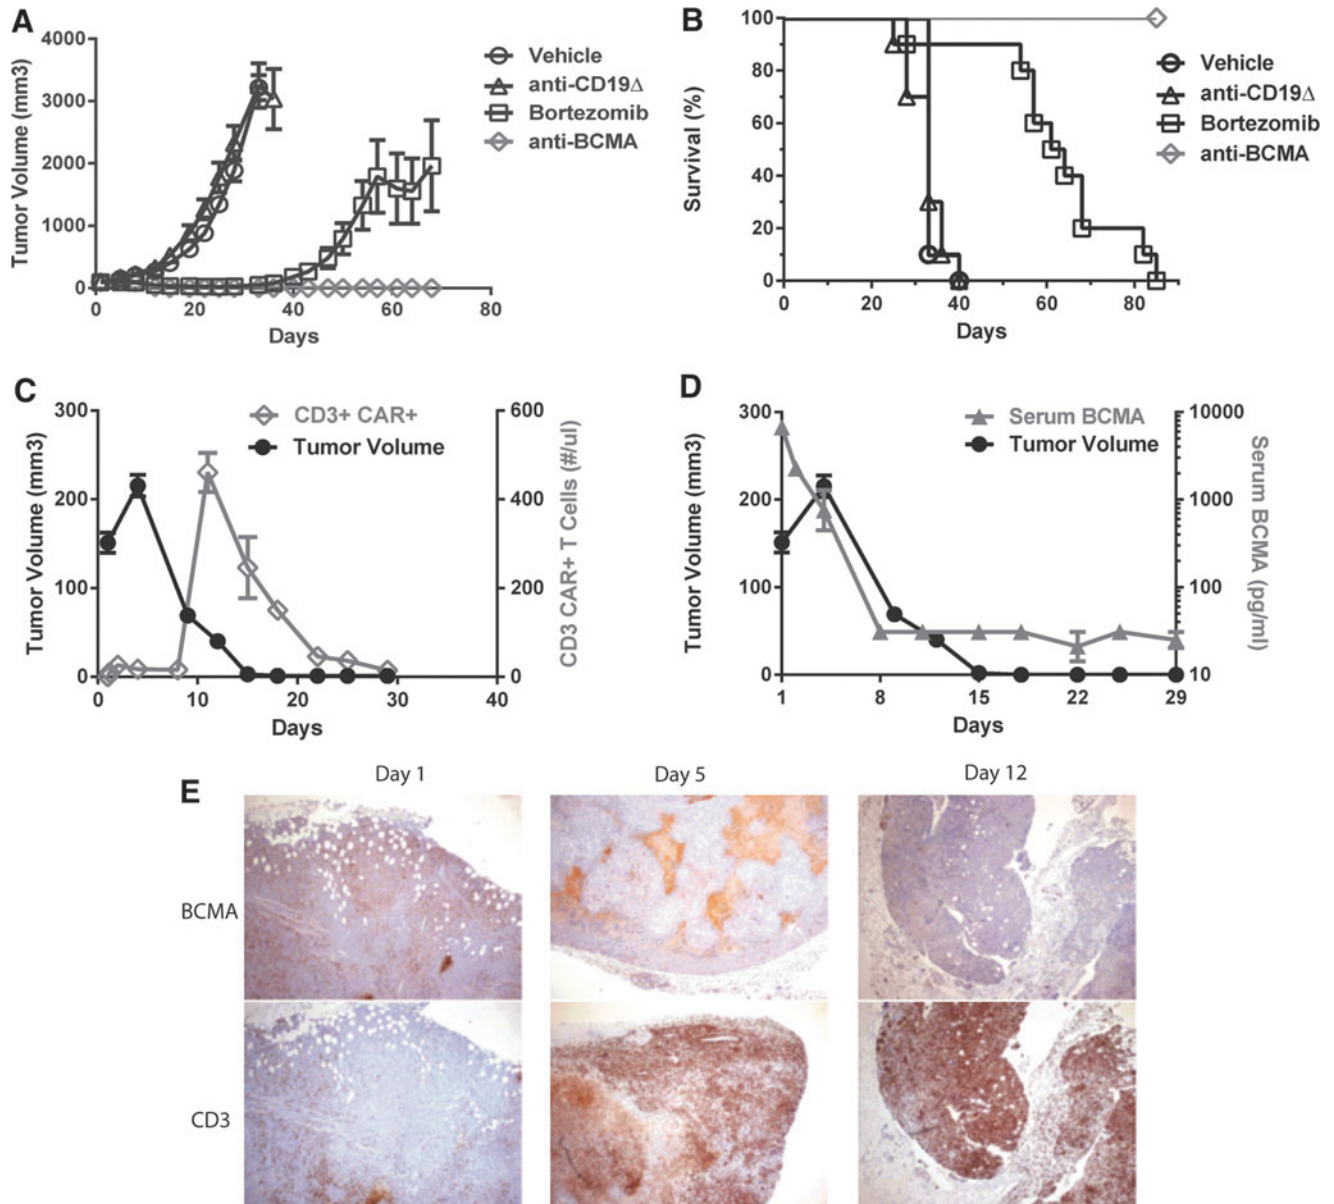 A
Tumor Volume (mm3)
4000
3000
2000
1000
0
0 20 40 60 80
Days
Vehicle
anti-CD19Δ
Bortezomib
anti-BCMA
B
Survival (%)
100
80
60
40
20
0
0 20 40 60 80
Days
Vehicle
anti-CD19Δ
Bortezomib
anti-BCMA
C
Tumor Volume (mm3)
300
200
100
0
0 10 20 30 40
Days
CD3+ CAR+
Tumor Volume
600
400
200
0
CD3 CAR+ T Cells (#/ul)
D
Tumor Volume (mm3)
300
200
100
0
1 8 15 22 29
Days
Serum BCMA
Tumor Volume
10000
1000
100
10
Serum BCMA (pg/ml)
E
Day 1 Day 5 Day 12
BCMA
CD3